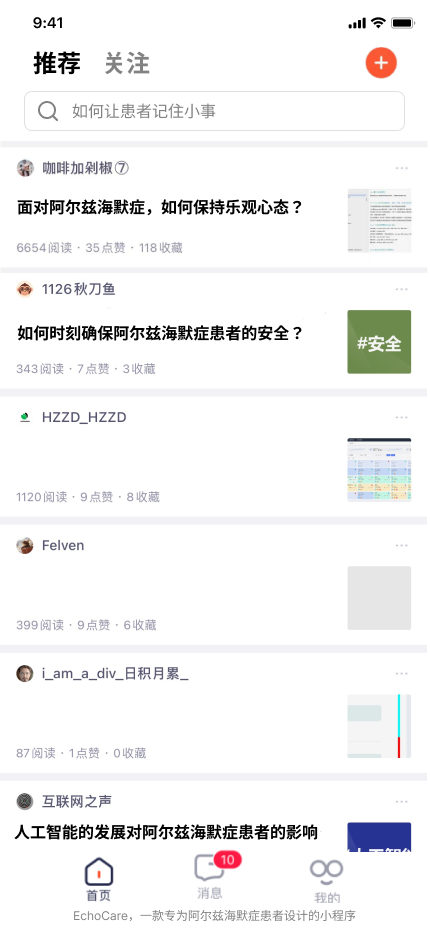 9:41
推荐 关注
如何让患者记住小事
咖啡加剁椒⑦
面对阿尔兹海默症，如何保持乐观心态？
6654阅读 · 35点赞 · 118收藏
1126秋刀鱼
如何时刻确保阿尔兹海默症患者的安全？
#安全
343阅读 · 7点赞 · 3收藏
HZZD_HZZD
1120阅读 · 9点赞 · 8收藏
Felven
399阅读 · 9点赞 · 6收藏
i_am_a_div_日积月累_
87阅读 · 1点赞 · 0收藏
互联网之声
人工智能的发展对阿尔兹海默症患者的影响
10
首页 消息 我的
EchoCare，一款专为阿尔兹海默症患者设计的小程序